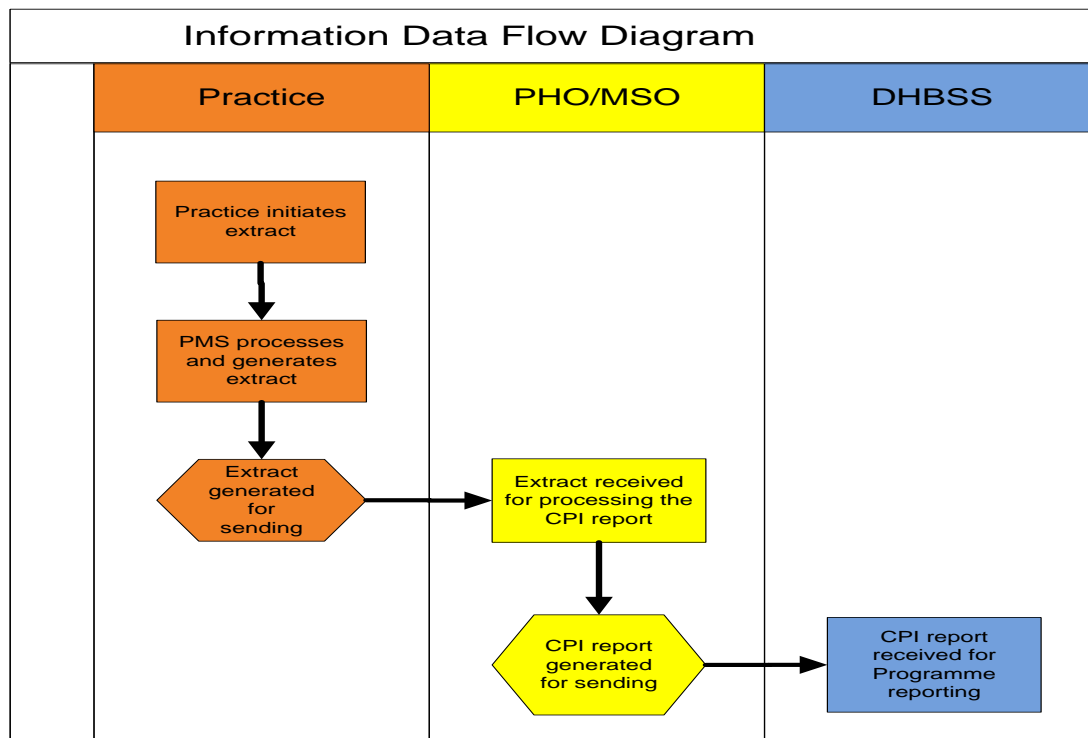 Information Data Flow Diagram
Practice
PHO/MSO
DHBSS
Practice initiates
extract
PMS processes
and generates
extract
Extract
generated
for
sending
Extract received
for processing the
CPI report
CPI report
generated
for sending
CPI report
received for
Programme
reporting